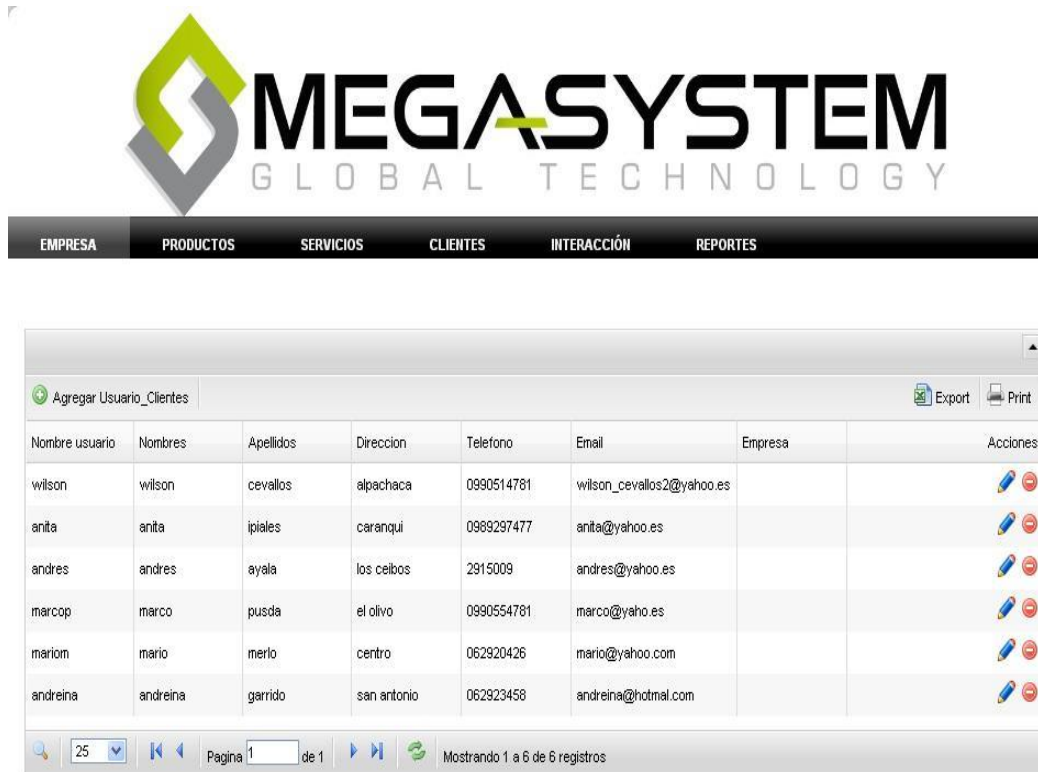 MEGASYSTEM
GLOBAL TECHNOLOGY
EMPRESA PRODUCTOS SERVICIOS CLIENTES INTERACCIÓN REPORTES
Agregar Usuario_Clientes Export Print
Nombre usuario Nombres Apellidos Direccion Telefono Email Empresa Acciones
wilson wilson cevallos alpachaca 0990514781 wilson_cevallos2@yahoo.es
anita anita ipiales caranqui 0989297477 anita@yahoo.es
andres andres ayala los ceibos 2915009 andres@yahoo.es
marcop marco pusda el olivo 0990554781 marco@yaho.es
mariom mario merlo centro 062920426 mario@yahoo.com
andreina andreina garrido san antonio 062923458 andreina@hotmal.com
25 Pagina 1 de 1 Mostrando 1 a 6 de 6 registros